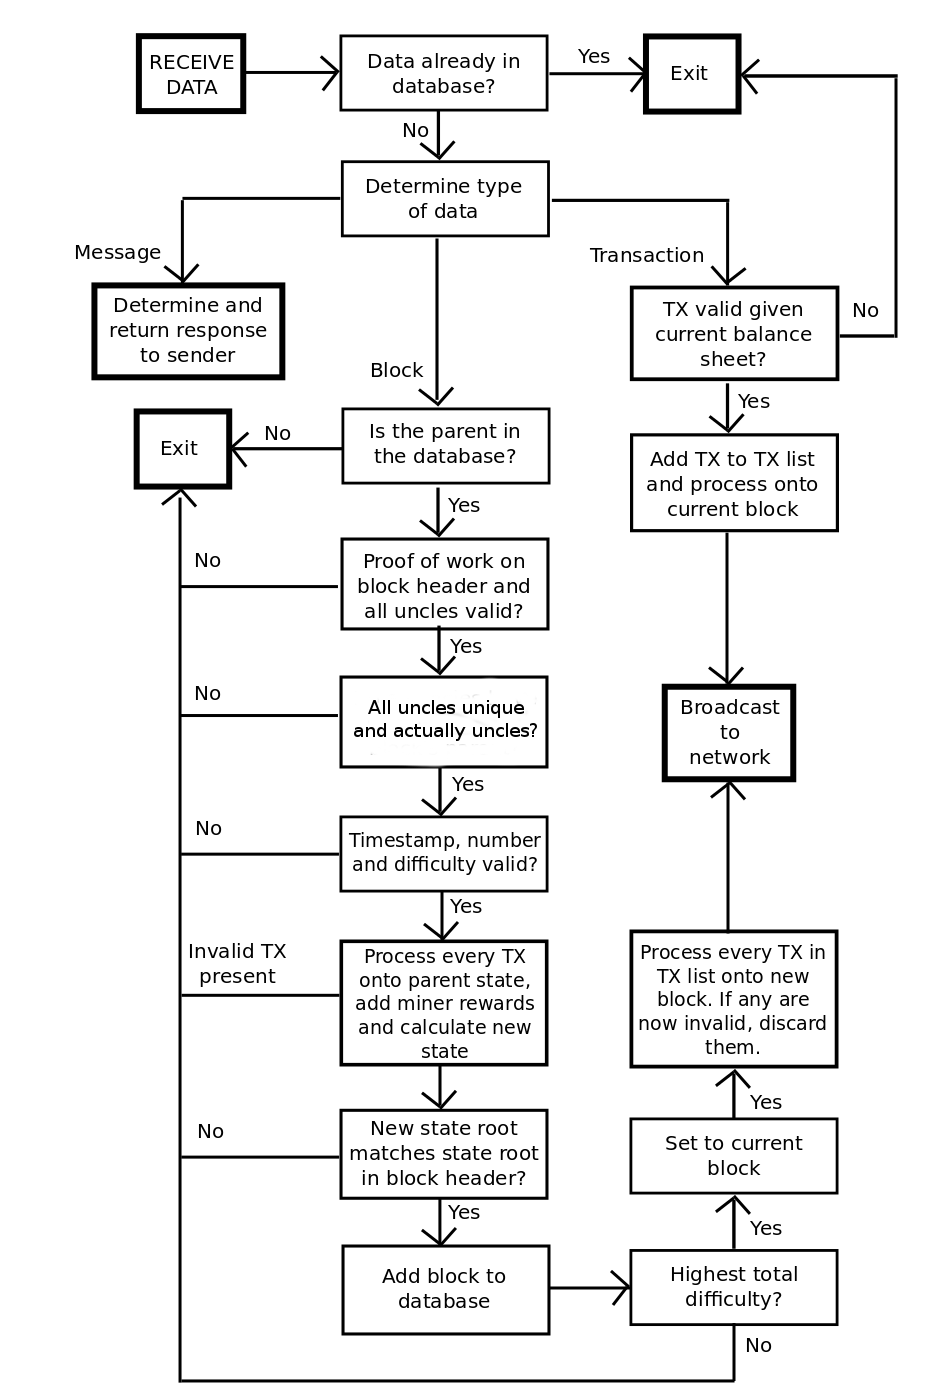 RECEIVE
DATA
Data already in
database?
Yes
Exit
No
Determine type
of data
Message
Transaction
Determine and
return response
to sender
TX valid given
current balance
sheet?
No
Block
Yes
Exit
No
Is the parent in
the database?
Add TX to TX list
and process onto
current block
Yes
No
Proof of work on
block header and
all uncles valid?
Yes
No
All uncles unique
and actually uncles?
Broadcast
to
network
Yes
No
Timestamp, number
and difficulty valid?
Yes
Invalid TX
present
Process every TX
onto parent state,
add miner rewards
and calculate new
state
Process every TX in
TX list onto new
block. If any are
now invalid, discard
them.
Yes
No
New state root
matches state root
in block header?
Set to current
block
Yes
Yes
Add block to
database
Highest total
difficulty?
No